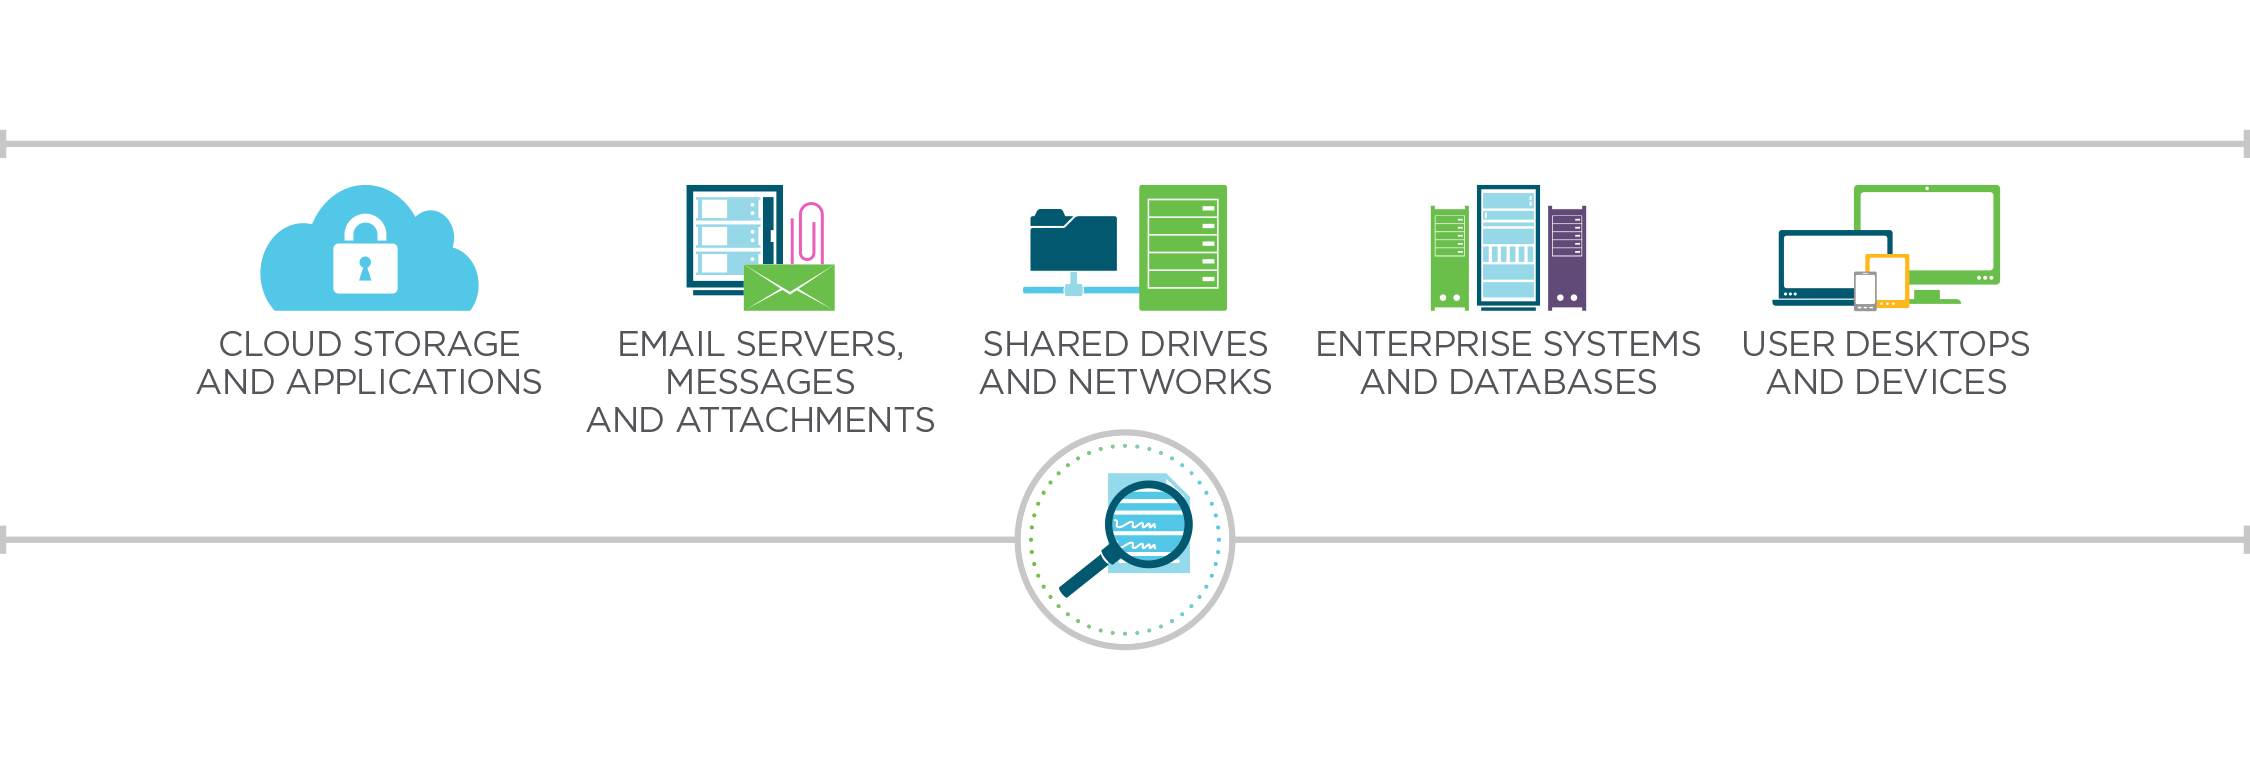 CLOUD STORAGE
AND APPLICATIONS
EMAIL SERVERS,
MESSAGES
AND ATTACHMENTS
SHARED DRIVES
AND NETWORKS
ENTERPRISE SYSTEMS
AND DATABASES
USER DESKTOPS
AND DEVICES